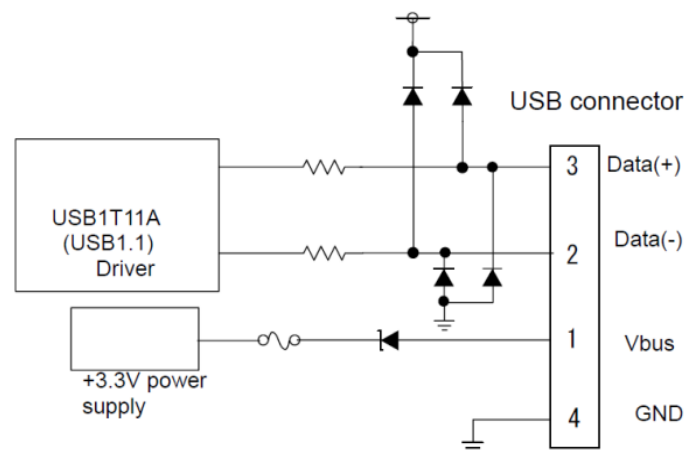 USB connector
3 Data(+)
USB1T11A
(USB1.1)
Driver
2 Data(-)
1 Vbus
+3.3V power
supply
4 GND